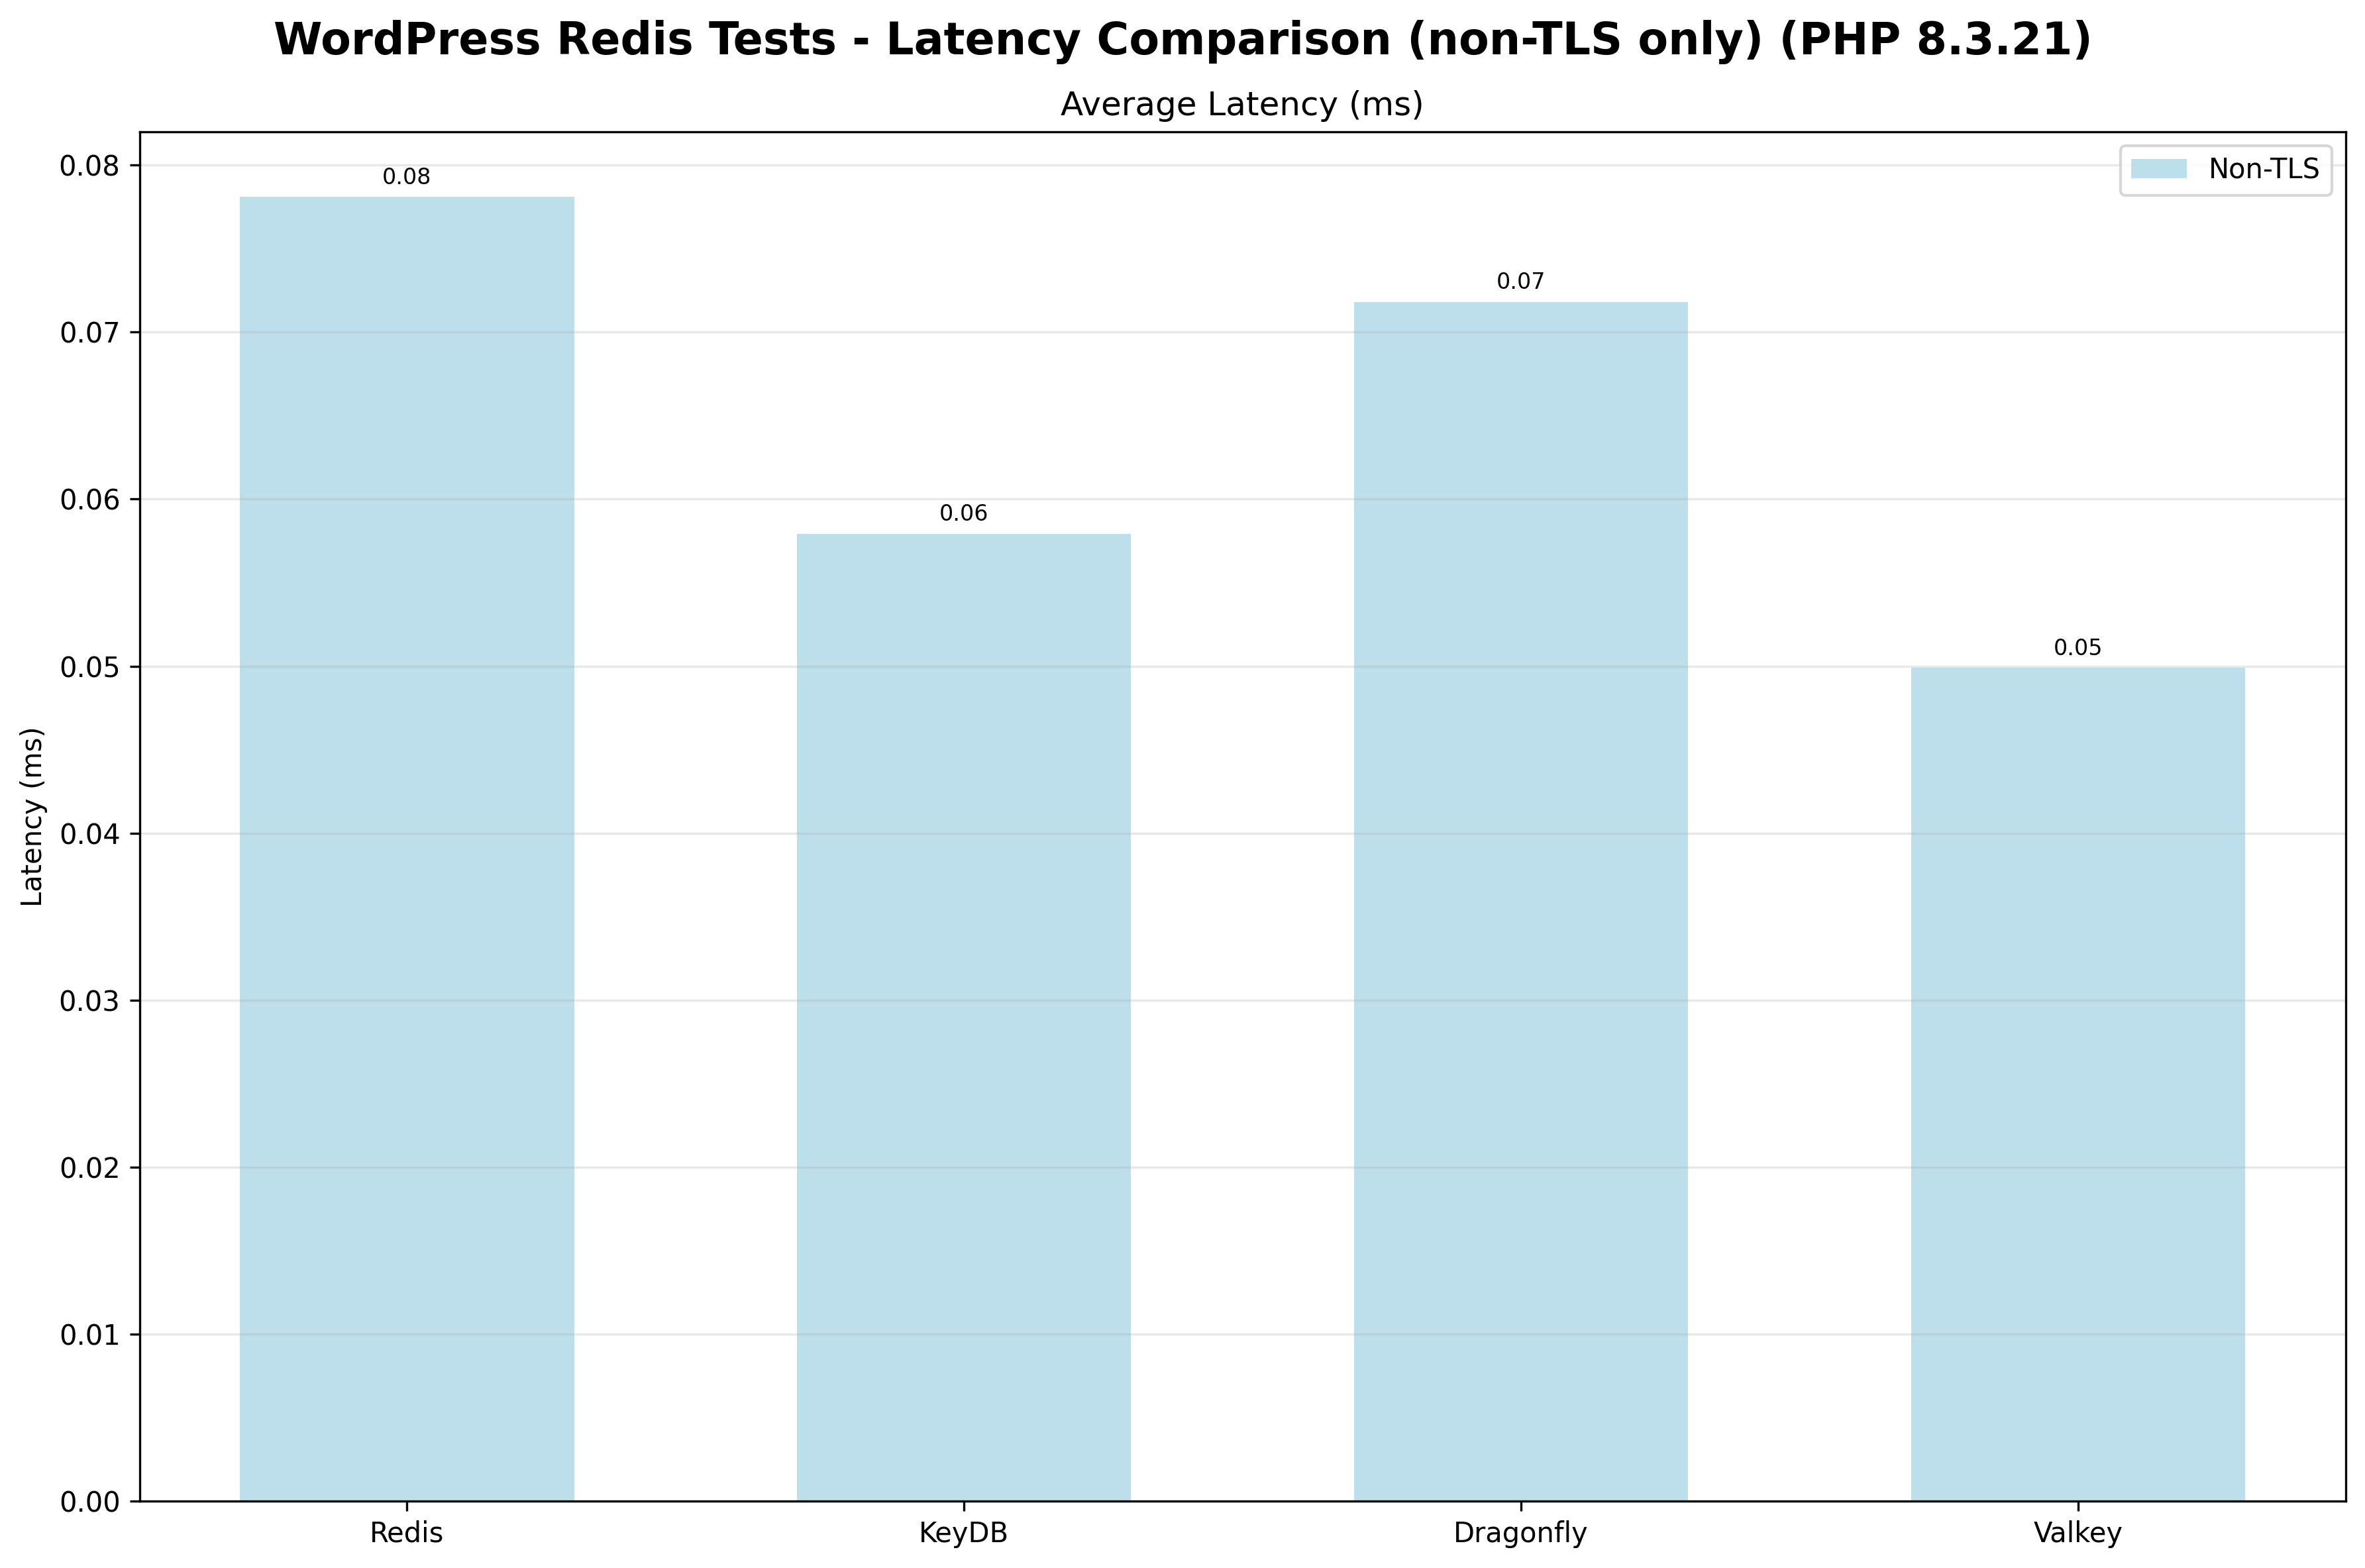 WordPress Redis Tests - Latency Comparison (non-TLS only) (PHP 8.3.21)
Average Latency (ms)
Non-TLS
Latency (ms)
0.08
0.07
0.06
0.05
0.04
0.03
0.02
0.01
0.00
0.08
0.06
0.07
0.05
Redis
KeyDB
Dragonfly
Valkey